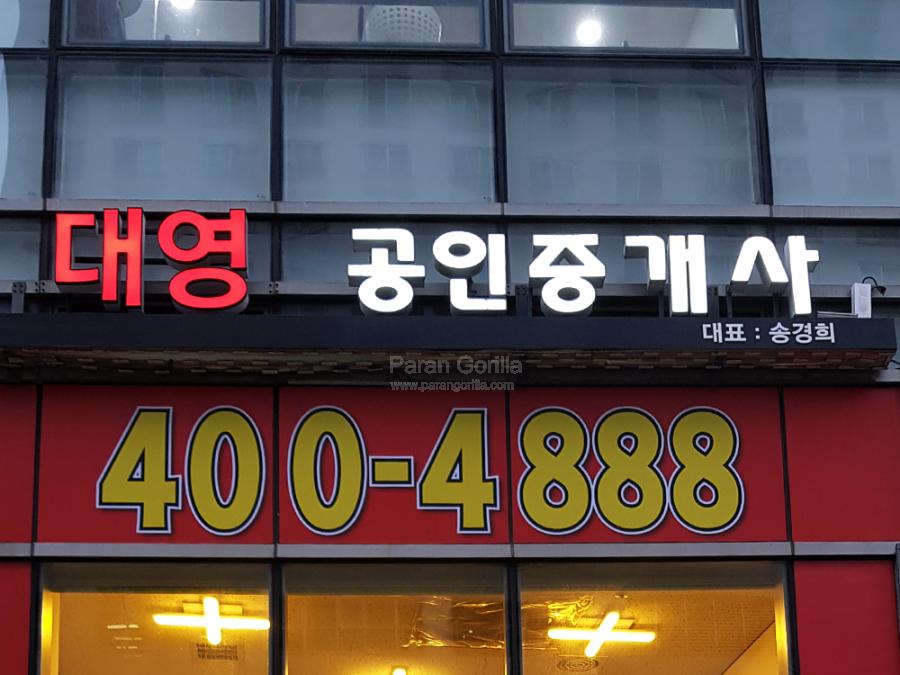 대영 공인중개사
대표 : 송경희
Paran Gorilla
www.parangorilla.com
400-4888